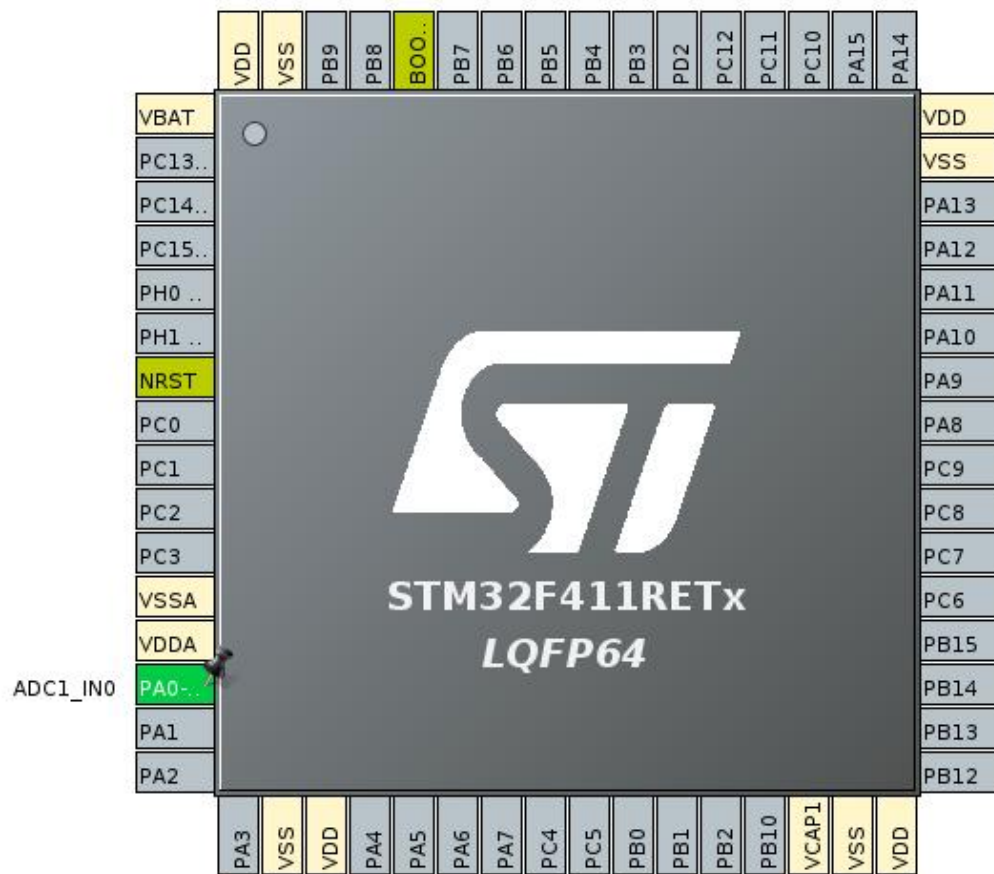 VDD
VSS
PB9
PB8
BOO..
PB7
PB6
PB5
PB4
PB3
PD2
PC12
PC11
PC10
PA15
PA14
VBAT
PC13..
PC14..
PC15..
PH0 ..
PH1 ..
NRST
PC0
PC1
PC2
PC3
VSSA
VDDA
ADC1_IN0 PA0-..
PA1
PA2
ST
STM32F411RETx
LQFP64
VDD
VSS
PA13
PA12
PA11
PA10
PA9
PA8
PC9
PC8
PC7
PC6
PB15
PB14
PB13
PB12
PA3
VSS
VDD
PA4
PA5
PA6
PA7
PC4
PC5
PB0
PB1
PB2
PB10
VCAP1
VSS
VDD